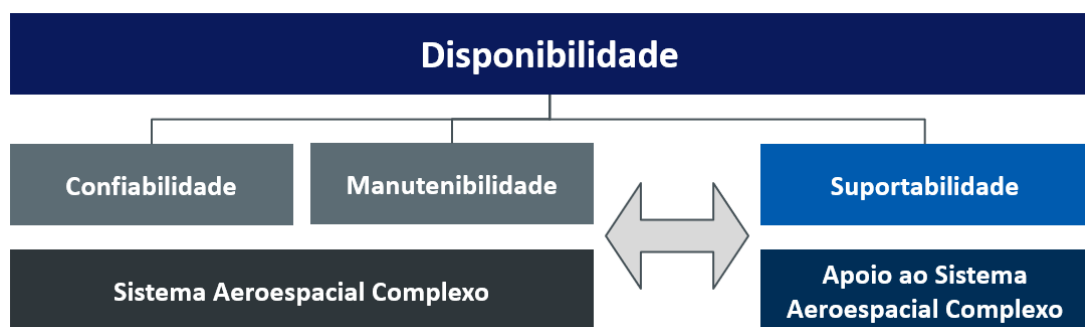 Disponibilidade
Confiabilidade
Manutenibilidade
Suportabilidade
Sistema Aeroespacial Complexo
Apoio ao Sistema
Aeroespacial Complexo